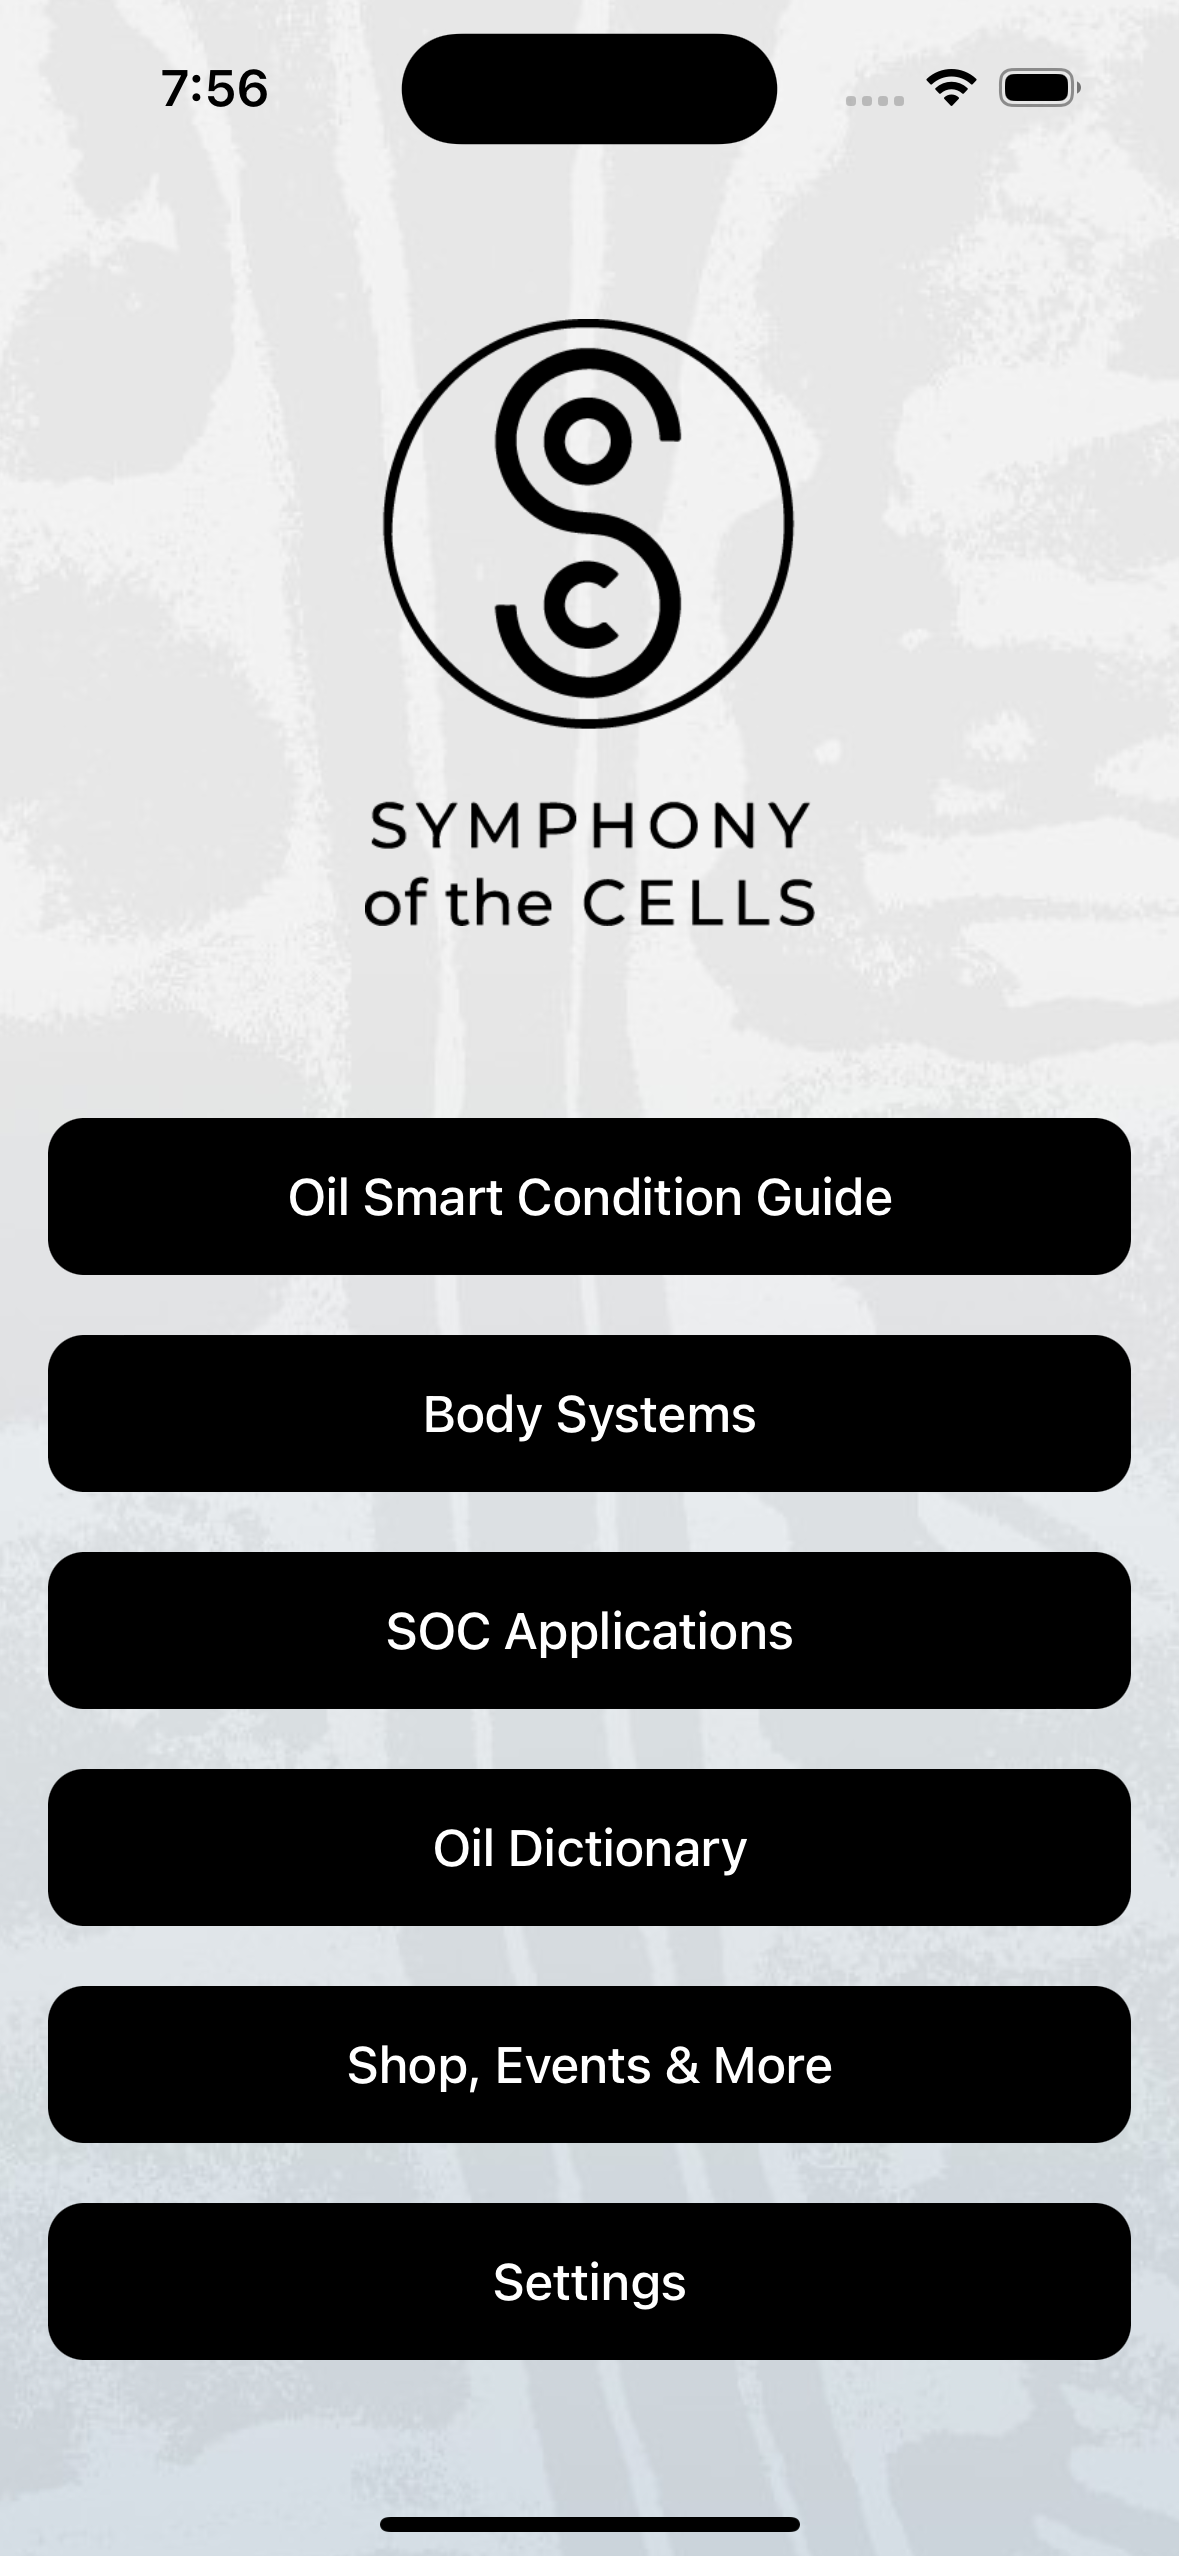 7:56
SOC
SYMPHONY
of the CELLS
Oil Smart Condition Guide
Body Systems
SOC Applications
Oil Dictionary
Shop, Events & More
Settings